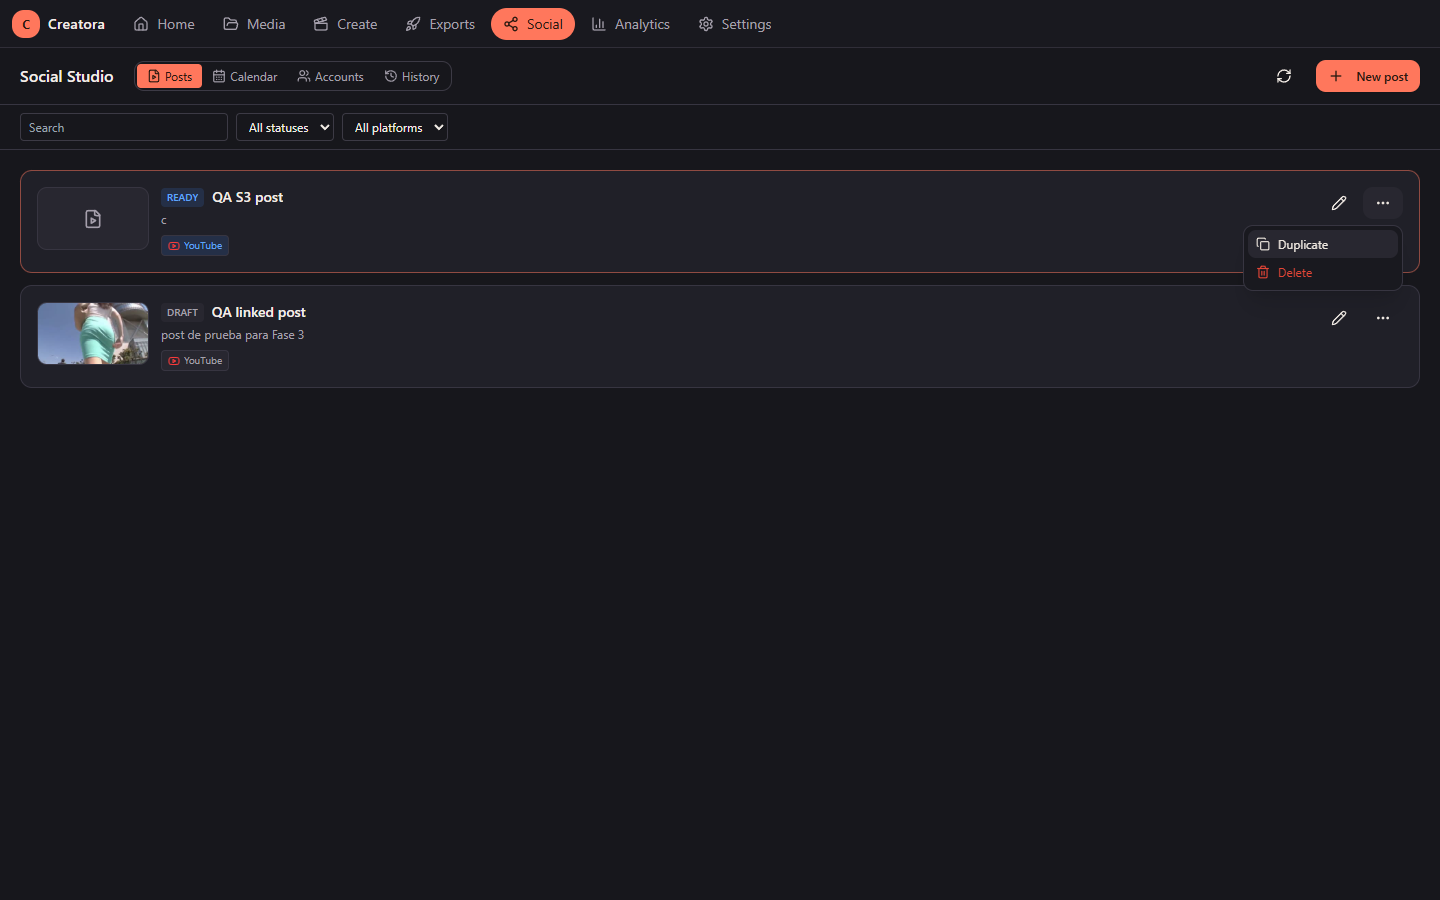 C Creatora Home Media Create Exports Social Analytics Settings
Social Studio Posts Calendar Accounts History New post
Search All statuses All platforms
READY QA S3 post
c
YouTube
Duplicate
Delete
DRAFT QA linked post
post de prueba para Fase 3
YouTube